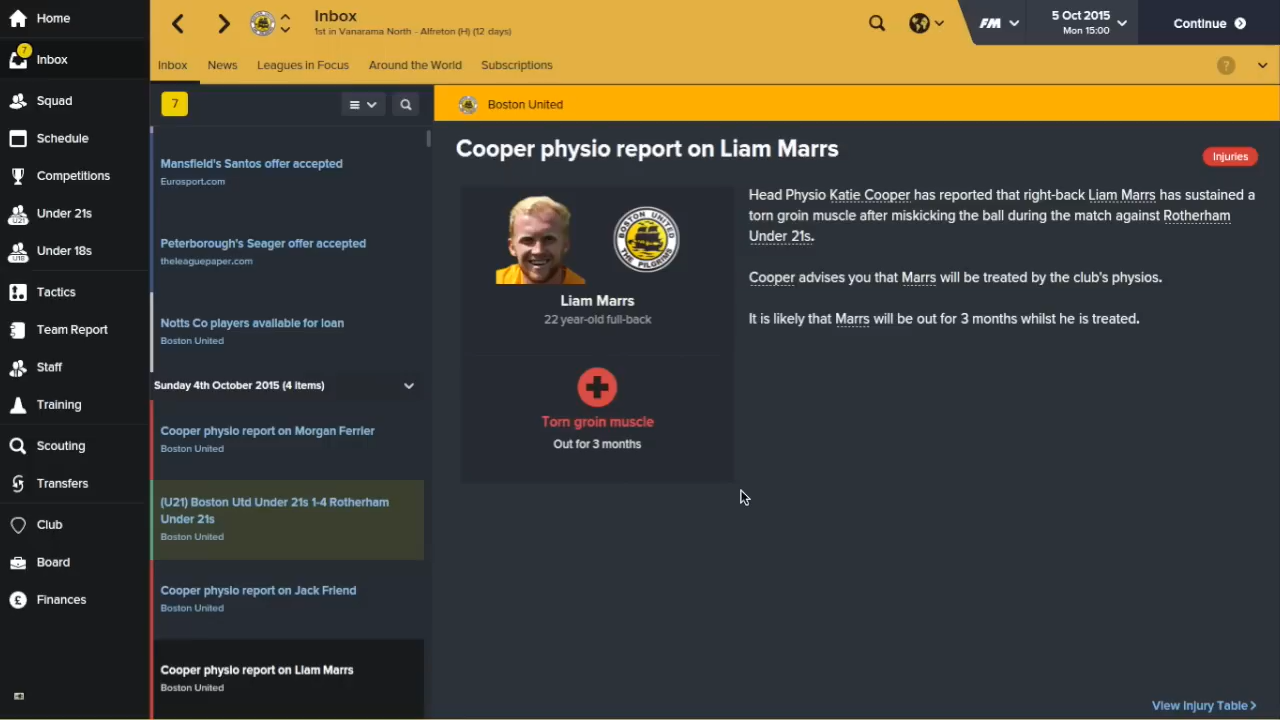 Home
7
Inbox
Squad
Schedule
Competitions
U21
Under 21s
U18
Under 18s
Tactics
Team Report
Staff
Training
Scouting
Transfers
Club
Board
£
Finances
Inbox
1st in Vanarama North - Alfreton (H) (12 days)
FM
5 Oct 2015
Mon 15:00
Continue
Inbox
News
Leagues in Focus
Around the World
Subscriptions
?
7
Mansfield's Santos offer accepted
Eurosport.com
Peterborough's Seager offer accepted
theleaguepaper.com
Notts Co players available for loan
Boston United
Sunday 4th October 2015 (4 items)
Cooper physio report on Morgan Ferrier
Boston United
(U21) Boston Utd Under 21s 1-4 Rotherham
Under 21s
Boston United
Cooper physio report on Jack Friend
Boston United
Cooper physio report on Liam Marrs
Boston United
Boston United
Cooper physio report on Liam Marrs
Injuries
BOSTON UNITED
THE PILGRIMS
Liam Marrs
22 year-old full-back
Torn groin muscle
Out for 3 months
Head Physio Katie Cooper has reported that right-back Liam Marrs has sustained a
torn groin muscle after miskicking the ball during the match against Rotherham
Under 21s.
Cooper advises you that Marrs will be treated by the club's physios.
It is likely that Marrs will be out for 3 months whilst he is treated.
View Injury Table >